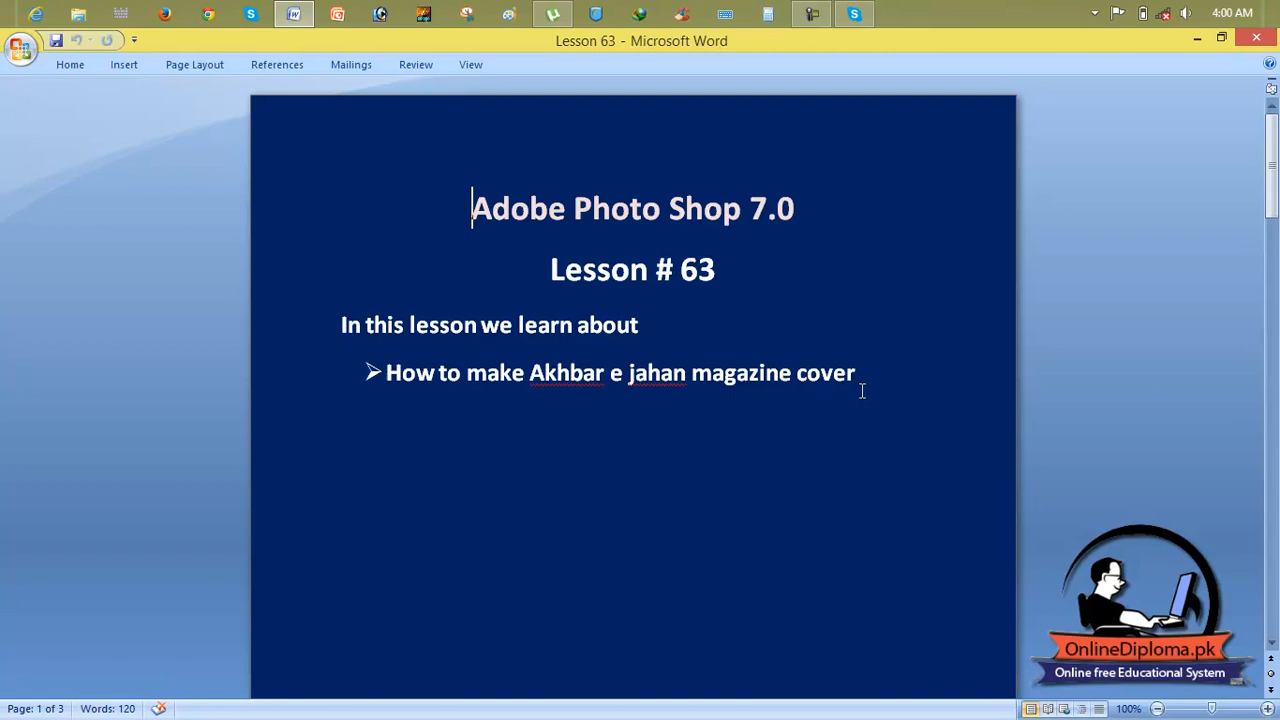 4:00 AM
Lesson 63 - Microsoft Word
Home Insert Page Layout References Mailings Review View
Adobe Photo Shop 7.0
Lesson # 63
In this lesson we learn about
How to make Akhbar e jahan magazine cover
OnlineDiploma.pk
Online free Educational System
Page: 1 of 3 Words: 120 100%